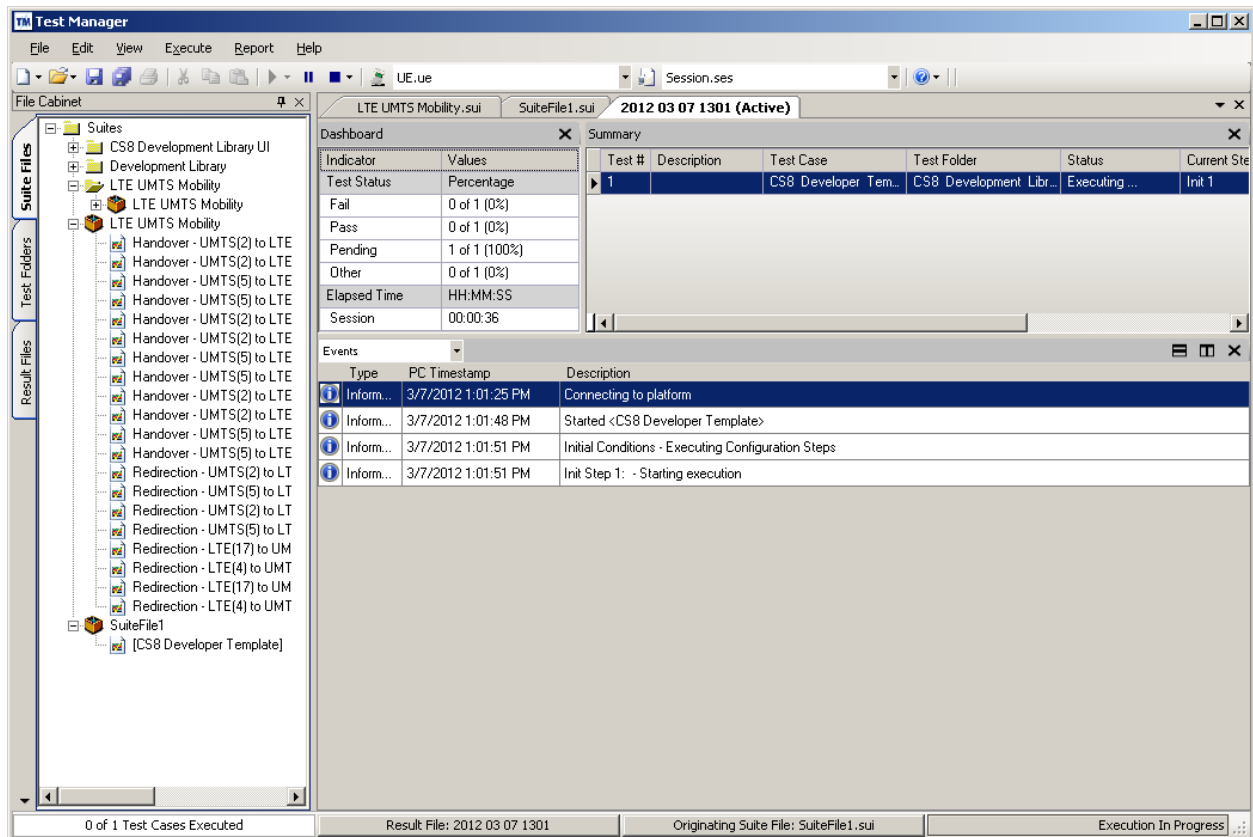 TM Test Manager
File Edit View Execute Report Help
UE.ue Session.ses
File Cabinet
Suite Files
Test Folders
Result Files
Suites
CS8 Development Library UI
Development Library
LTE UMTS Mobility
LTE UMTS Mobility
LTE UMTS Mobility
Handover - UMTS(2) to LTE
Handover - UMTS(2) to LTE
Handover - UMTS(5) to LTE
Handover - UMTS(5) to LTE
Handover - UMTS(2) to LTE
Handover - UMTS(2) to LTE
Handover - UMTS(5) to LTE
Handover - UMTS(5) to LTE
Handover - UMTS(2) to LTE
Handover - UMTS(2) to LTE
Handover - UMTS(5) to LTE
Handover - UMTS(5) to LTE
Redirection - UMTS(2) to LT
Redirection - UMTS(5) to LT
Redirection - UMTS(2) to LT
Redirection - UMTS(5) to LT
Redirection - LTE(17) to UM
Redirection - LTE(4) to UMT
Redirection - LTE(17) to UM
Redirection - LTE(4) to UMT
SuiteFile1
[CS8 Developer Template]
LTE UMTS Mobility.sui SuiteFile1.sui 2012 03 07 1301 (Active)
Dashboard
Indicator Values
Test Status Percentage
Fail 0 of 1 (0%)
Pass 0 of 1 (0%)
Pending 1 of 1 (100%)
Other 0 of 1 (0%)
Elapsed Time HH:MM:SS
Session 00:00:36
Summary
Test # Description Test Case Test Folder Status Current Ste
1 CS8 Developer Tem... CS8 Development Libr... Executing ... Init 1
Events
Type PC Timestamp Description
Inform... 3/7/2012 1:01:25 PM Connecting to platform
Inform... 3/7/2012 1:01:48 PM Started <CS8 Developer Template>
Inform... 3/7/2012 1:01:51 PM Initial Conditions - Executing Configuration Steps
Inform... 3/7/2012 1:01:51 PM Init Step 1: - Starting execution
0 of 1 Test Cases Executed Result File: 2012 03 07 1301 Originating Suite File: SuiteFile1.sui Execution In Progress